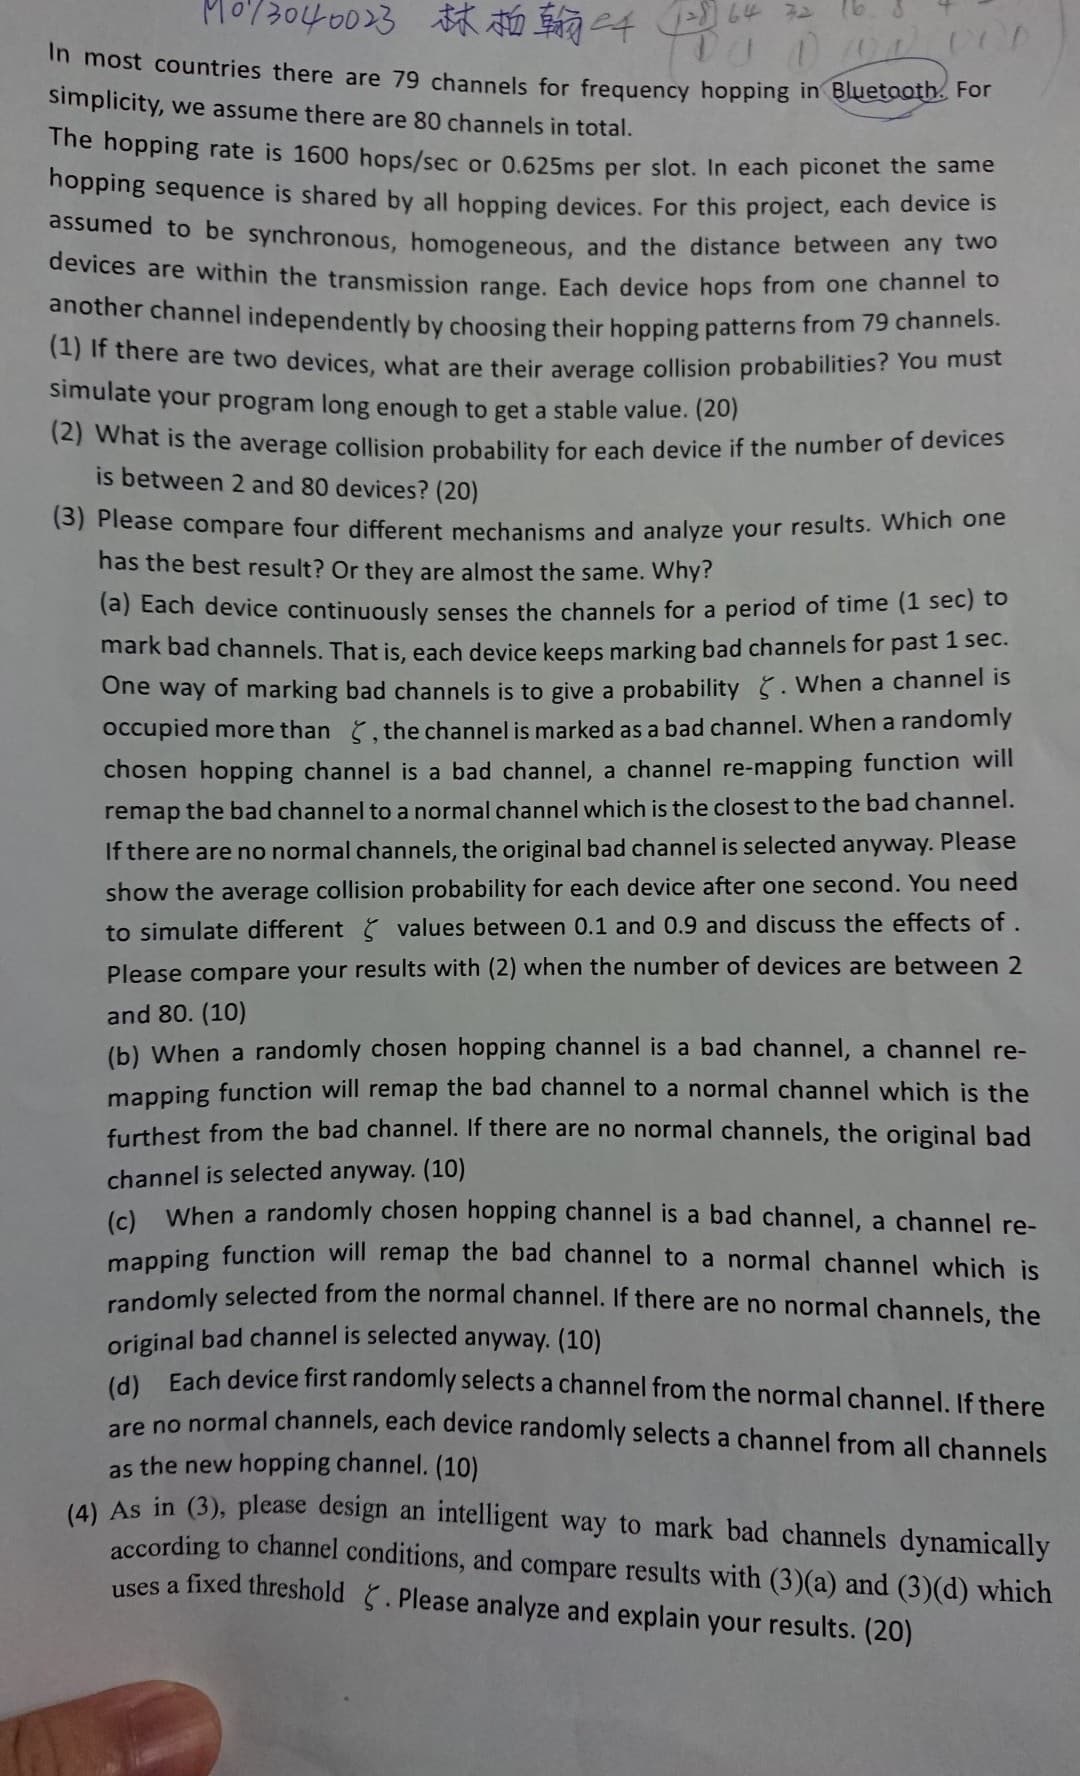 M073040023 林柏翰 128 64 32 16 8 4
In most countries there are 79 channels for frequency hopping in Bluetooth. For
simplicity, we assume there are 80 channels in total.
The hopping rate is 1600 hops/sec or 0.625ms per slot. In each piconet the same
hopping sequence is shared by all hopping devices. For this project, each device is
assumed to be synchronous, homogeneous, and the distance between any two
devices are within the transmission range. Each device hops from one channel to
another channel independently by choosing their hopping patterns from 79 channels.
(1) If there are two devices, what are their average collision probabilities? You must
simulate your program long enough to get a stable value. (20)
(2) What is the average collision probability for each device if the number of devices
is between 2 and 80 devices? (20)
(3) Please compare four different mechanisms and analyze your results. Which one
has the best result? Or they are almost the same. Why?
(a) Each device continuously senses the channels for a period of time (1 sec) to
mark bad channels. That is, each device keeps marking bad channels for past 1 sec.
One way of marking bad channels is to give a probability ζ. When a channel is
occupied more than ζ, the channel is marked as a bad channel. When a randomly
chosen hopping channel is a bad channel, a channel re-mapping function will
remap the bad channel to a normal channel which is the closest to the bad channel.
If there are no normal channels, the original bad channel is selected anyway. Please
show the average collision probability for each device after one second. You need
to simulate different ζ values between 0.1 and 0.9 and discuss the effects of .
Please compare your results with (2) when the number of devices are between 2
and 80. (10)
(b) When a randomly chosen hopping channel is a bad channel, a channel re-
mapping function will remap the bad channel to a normal channel which is the
furthest from the bad channel. If there are no normal channels, the original bad
channel is selected anyway. (10)
(c) When a randomly chosen hopping channel is a bad channel, a channel re-
mapping function will remap the bad channel to a normal channel which is
randomly selected from the normal channel. If there are no normal channels, the
original bad channel is selected anyway. (10)
(d) Each device first randomly selects a channel from the normal channel. If there
are no normal channels, each device randomly selects a channel from all channels
as the new hopping channel. (10)
(4) As in (3), please design an intelligent way to mark bad channels dynamically
according to channel conditions, and compare results with (3)(a) and (3)(d) which
uses a fixed threshold ζ. Please analyze and explain your results. (20)